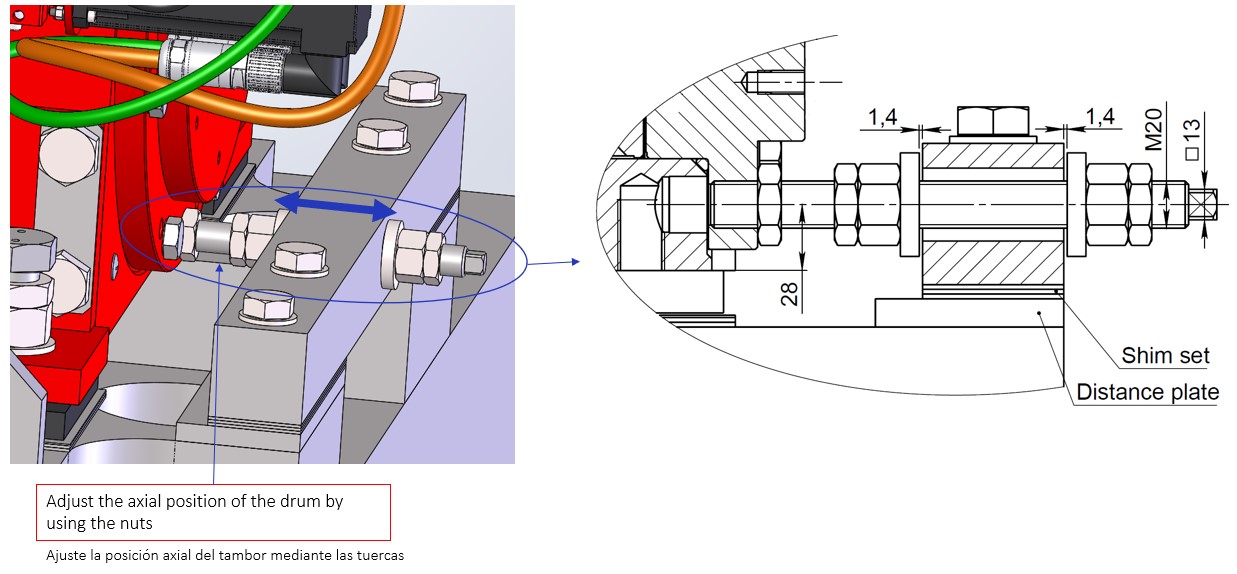 1,4
1,4
M20
□13
28
Shim set
Distance plate
Adjust the axial position of the drum by
using the nuts
Ajuste la posición axial del tambor mediante las tuercas